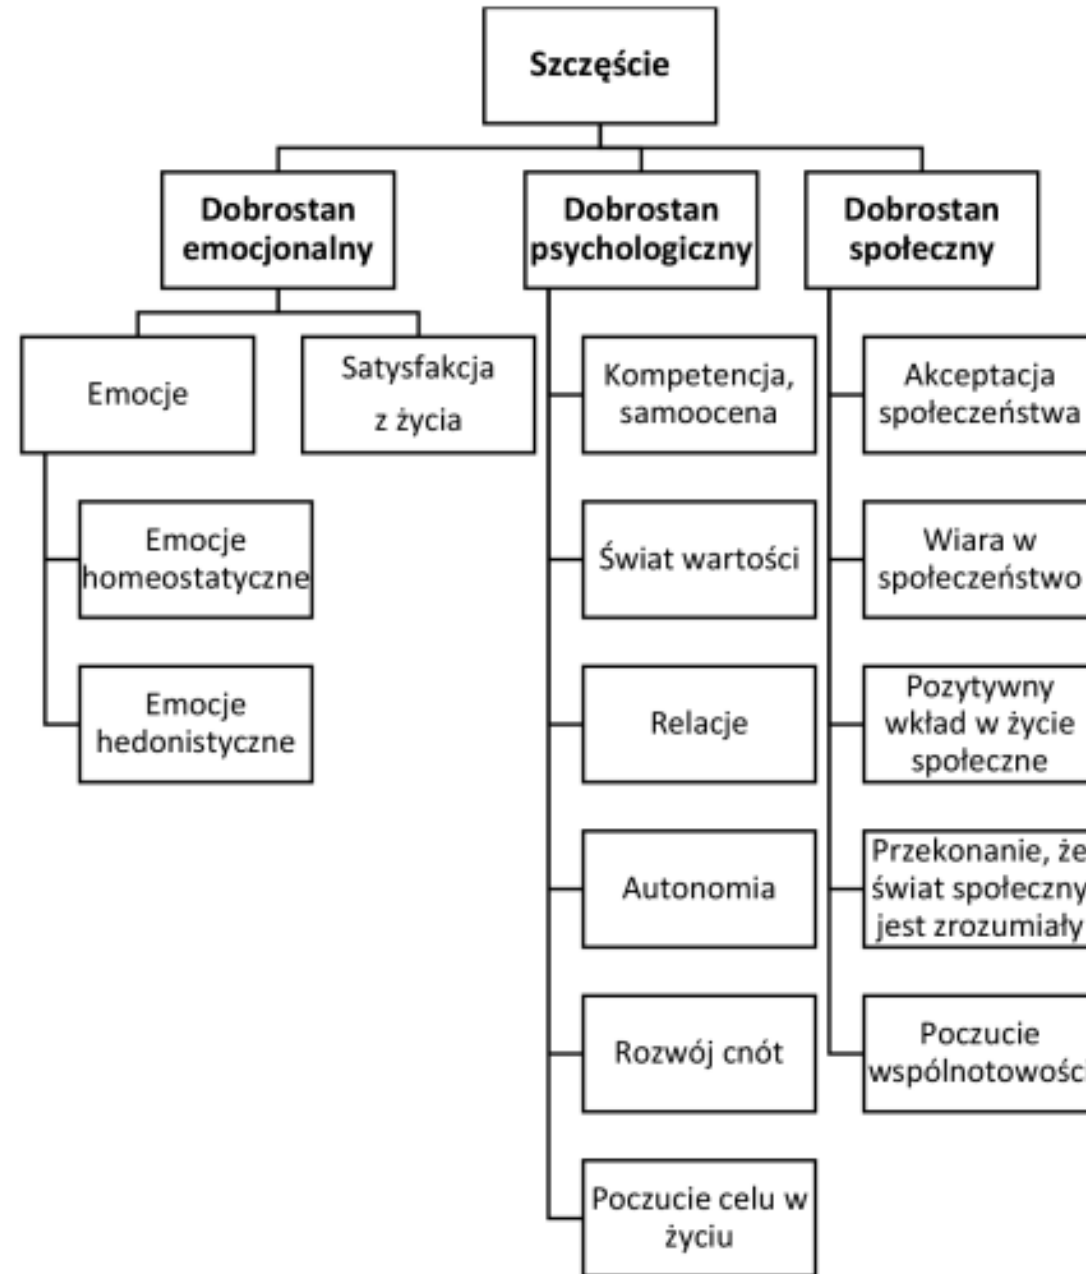 Szczęście
Dobrostan
emocjonalny
Dobrostan
psychologiczny
Dobrostan
społeczny
Emocje
Satysfakcja
z życia
Emocje
homeostatyczne
Emocje
hedonistyczne
Kompetencja,
samoocena
Świat wartości
Relacje
Autonomia
Rozwój cnót
Poczucie celu w
życiu
Akceptacja
społeczeństwa
Wiara w
społeczeństwo
Pozytywny
wkład w życie
społeczne
Przekonanie, że
świat społeczny
jest zrozumiały
Poczucie
wspólnotowości